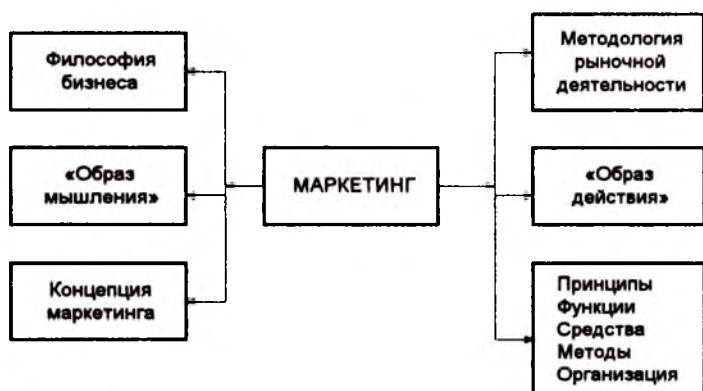 Философия
бизнеса
«Образ
мышления»
Концепция
маркетинга
МАРКЕТИНГ
Методология
рыночной
деятельности
«Образ
действия»
Принципы
Функции
Средства
Методы
Организация